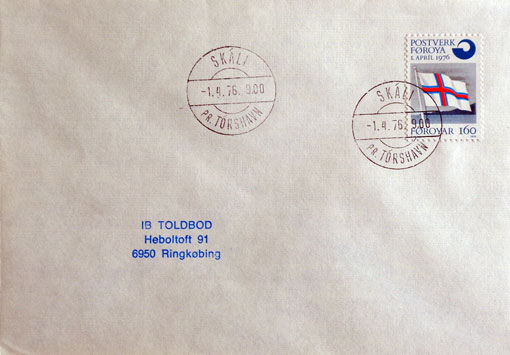 SKÁLI
-1.4.76. 9.00
PR. TÓRSHAVN
POSTVERK
FØROYA
1. APRÍL 1976
FØROYAR 160
SKÁLI
-1.4.76. 9.00
PR. TÓRSHAVN
IB TOLDBOD
Heboltoft 91
6950 Ringkøbing